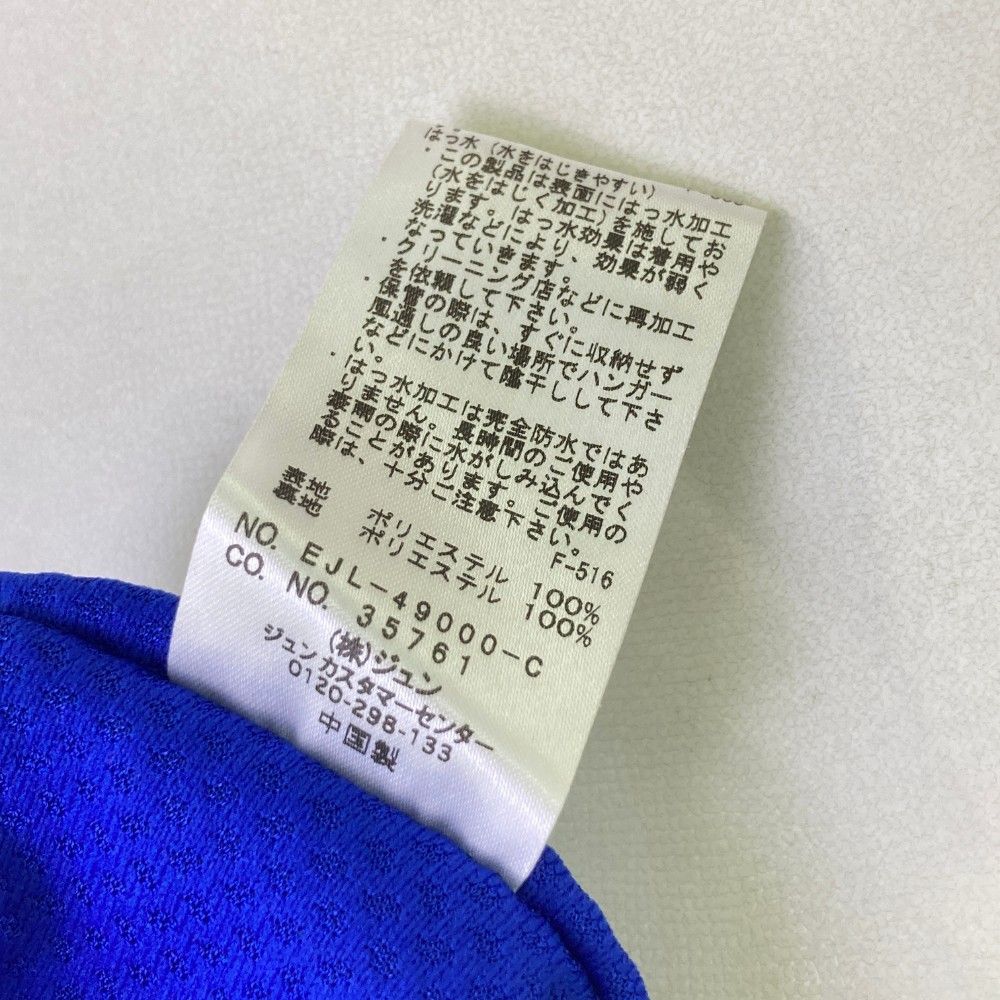 はっ水（水をはじきやすい）
・この製品は表面にはっ水加工
（水をはじく加工）を施してお
ります。はっ水効果は着用や
洗濯などにより、効果が弱く
なっていきます。
・クリーニング店などに再加工
を依頼して下さい。
・保管の際は、すぐに収納せず
風通しの良い場所でハンガー
などにかけて陰干しして下さ
い。
・はっ水加工は完全防水ではあ
りません。長時間のご使用や
豪雨の際に水がしみ込んでく
ることがあります。ご使用の
際は、十分ご注意下さい。
F-516
表地 ポリエステル 100%
裏地 ポリエステル 100%
NO. EJL-49000-C
CO. NO. 35761
(株)ジュン
ジュンカスタマーセンター
0120-298-133
中国製